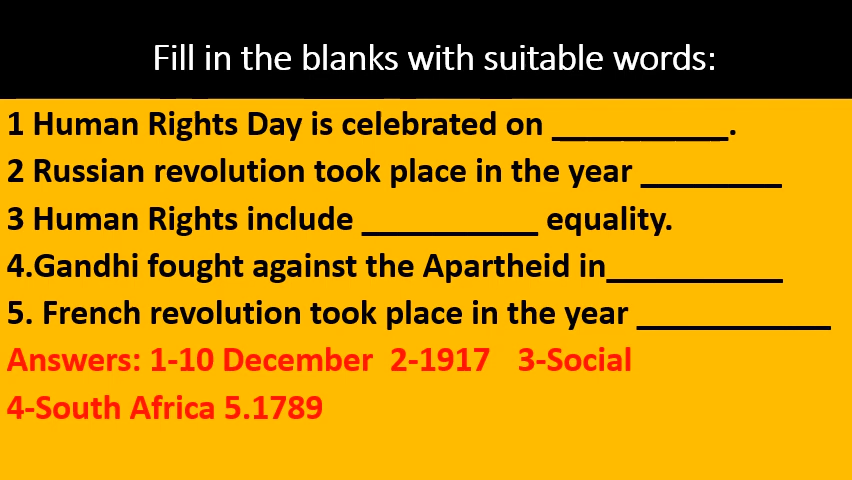 Fill in the blanks with suitable words:
1 Human Rights Day is celebrated on __________.
2 Russian revolution took place in the year ________
3 Human Rights include __________ equality.
4.Gandhi fought against the Apartheid in__________
5. French revolution took place in the year ___________
Answers: 1-10 December 2-1917 3-Social
4-South Africa 5.1789